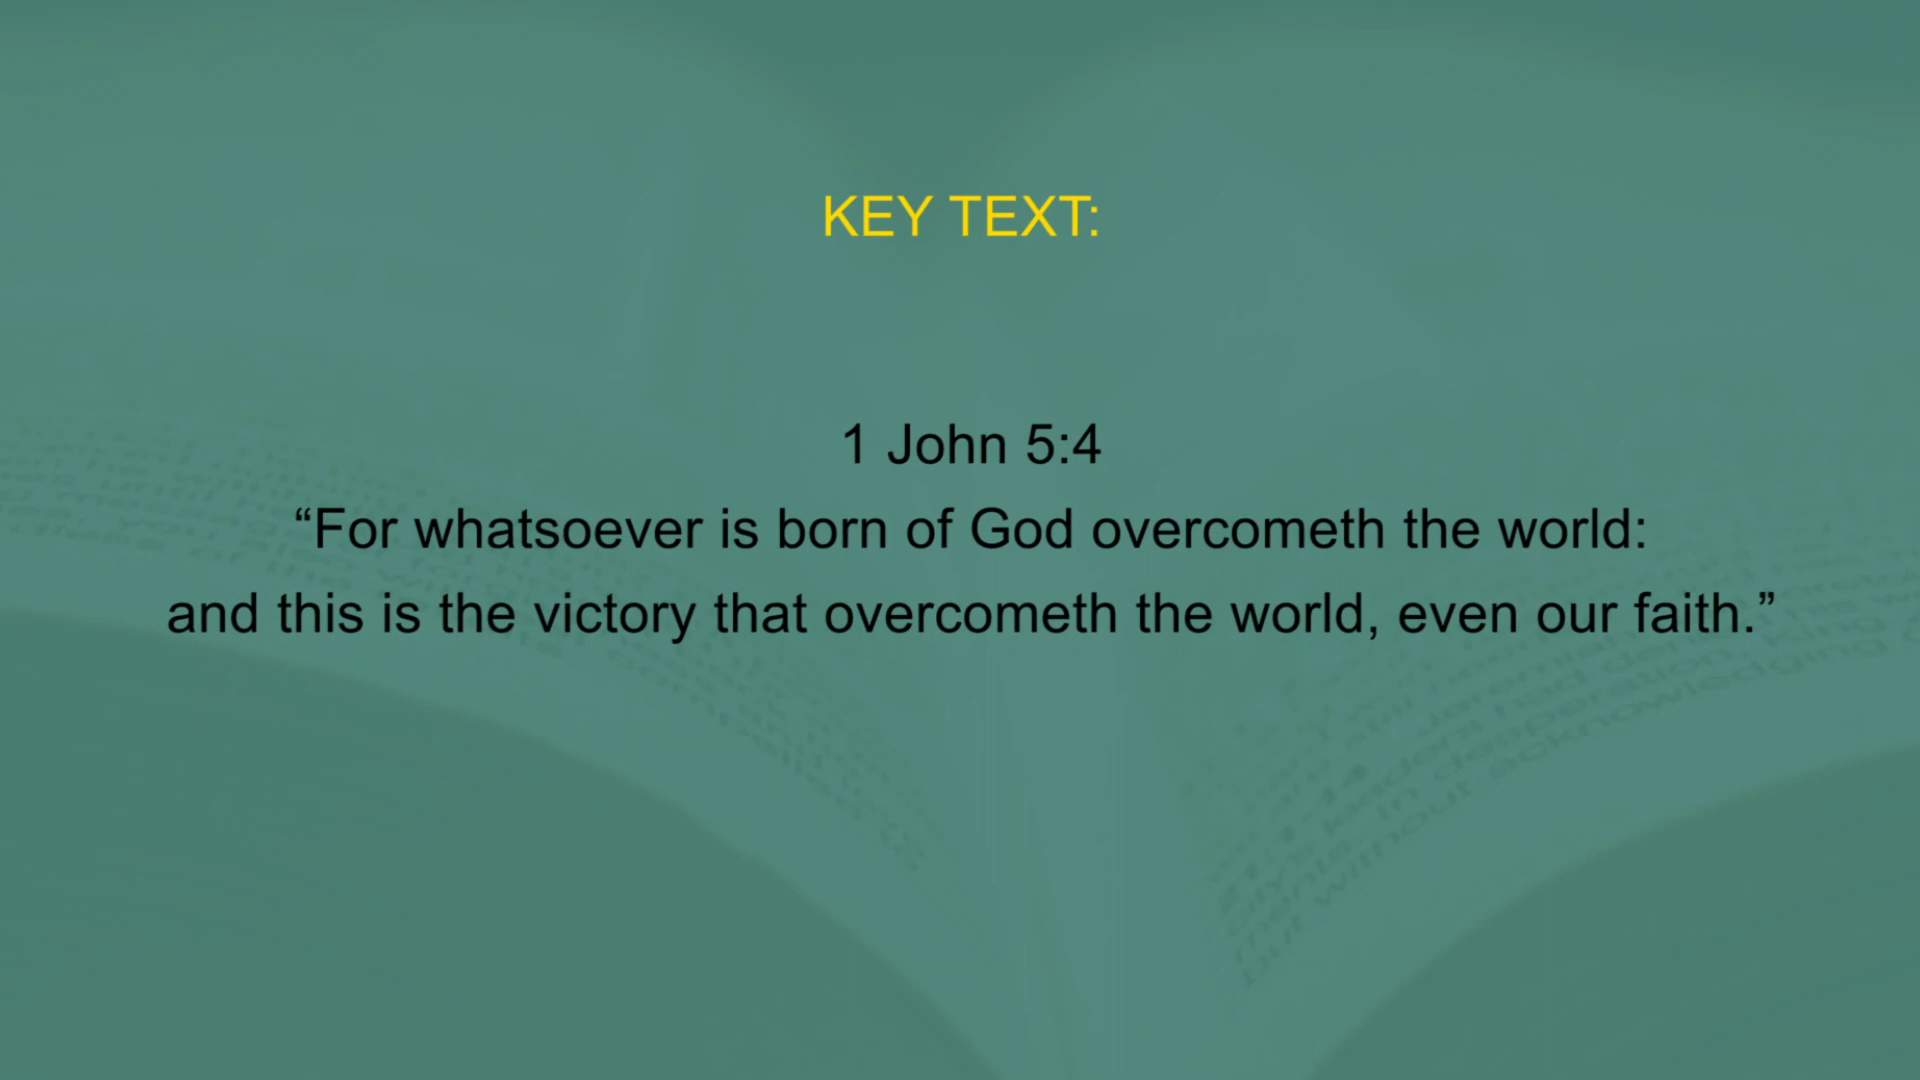 KEY TEXT:
1 John 5:4
“For whatsoever is born of God overcometh the world:
and this is the victory that overcometh the world, even our faith.”